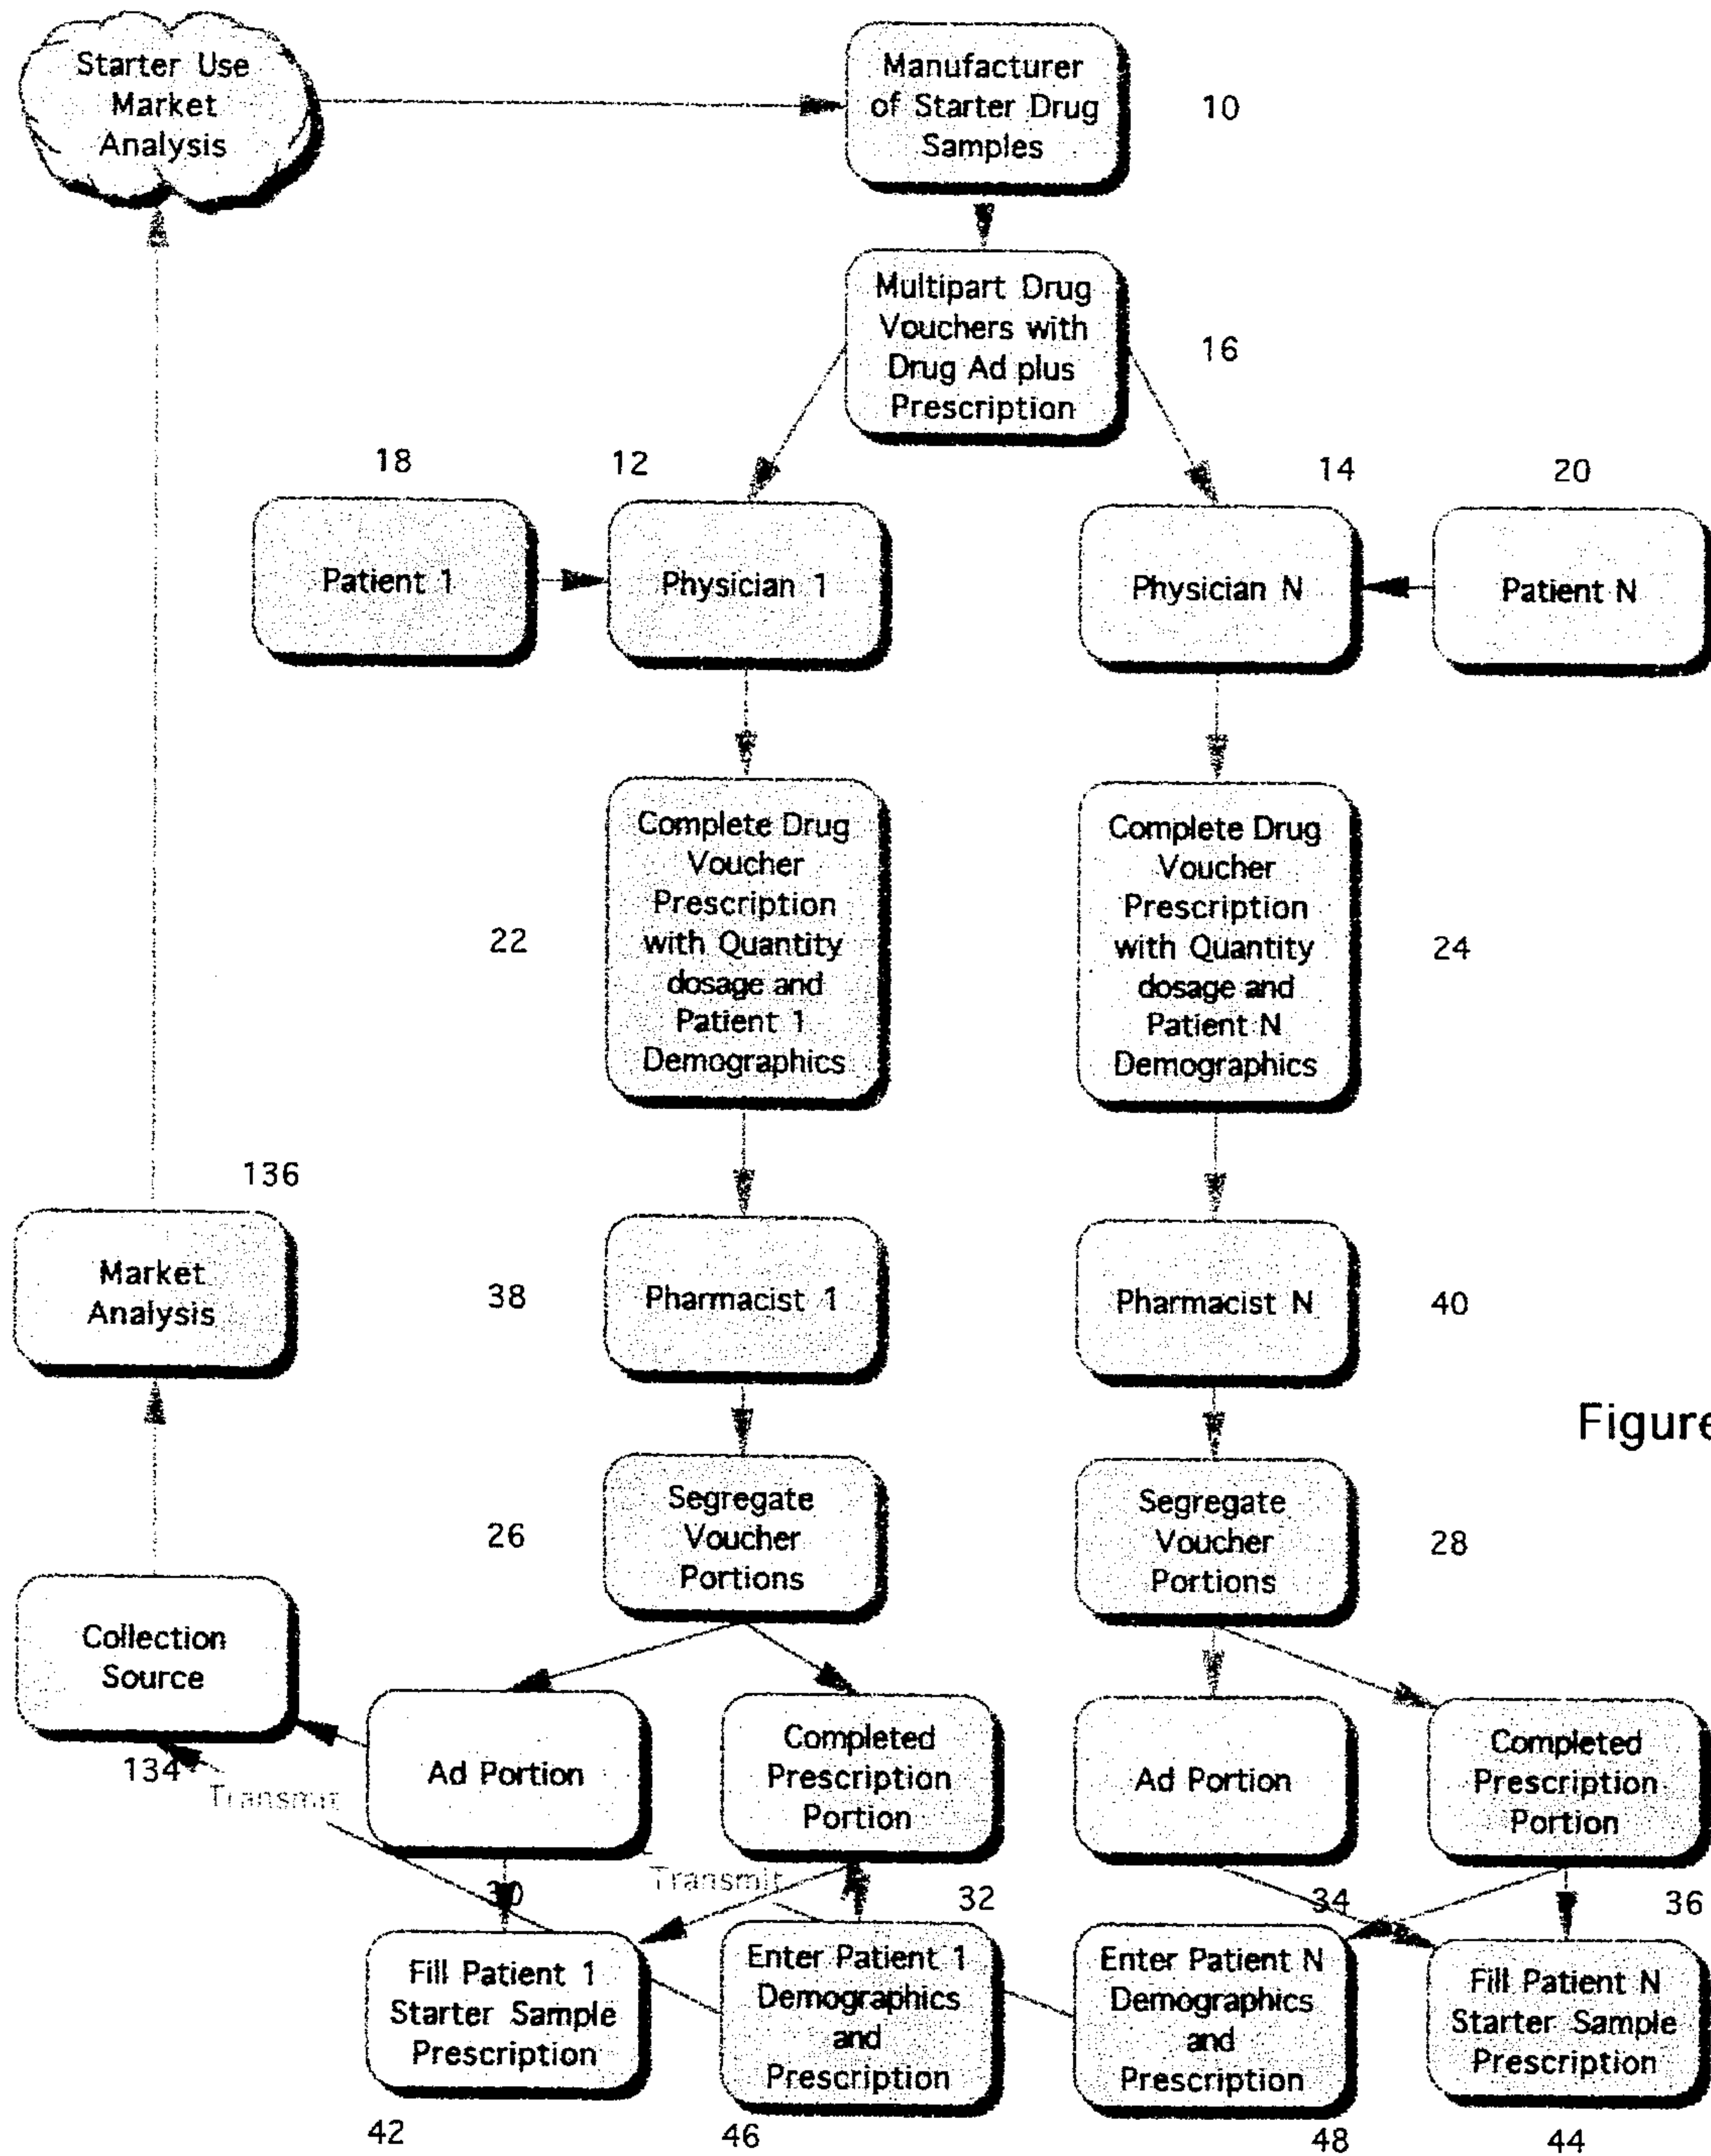 Starter Use
Market
Analysis
Manufacturer
of Starter Drug
Samples
10
Multipart Drug
Vouchers with
Drug Ad plus
Prescription
16
18
12
14
20
Patient 1
Physician 1
Physician N
Patient N
Complete Drug
Voucher
Prescription
with Quantity
dosage and
Patient 1
Demographics
22
Complete Drug
Voucher
Prescription
with Quantity
dosage and
Patient N
Demographics
24
136
Market
Analysis
38
Pharmacist 1
Pharmacist N
40
Figure
26
Segregate
Voucher
Portions
Segregate
Voucher
Portions
28
Collection
Source
134
Transmit
Ad Portion
Completed
Prescription
Portion
Ad Portion
Completed
Prescription
Portion
30
Transmit
32
34
36
Fill Patient 1
Starter Sample
Prescription
Enter Patient 1
Demographics
and
Prescription
Enter Patient N
Demographics
and
Prescription
Fill Patient N
Starter Sample
Prescription
42
46
48
44